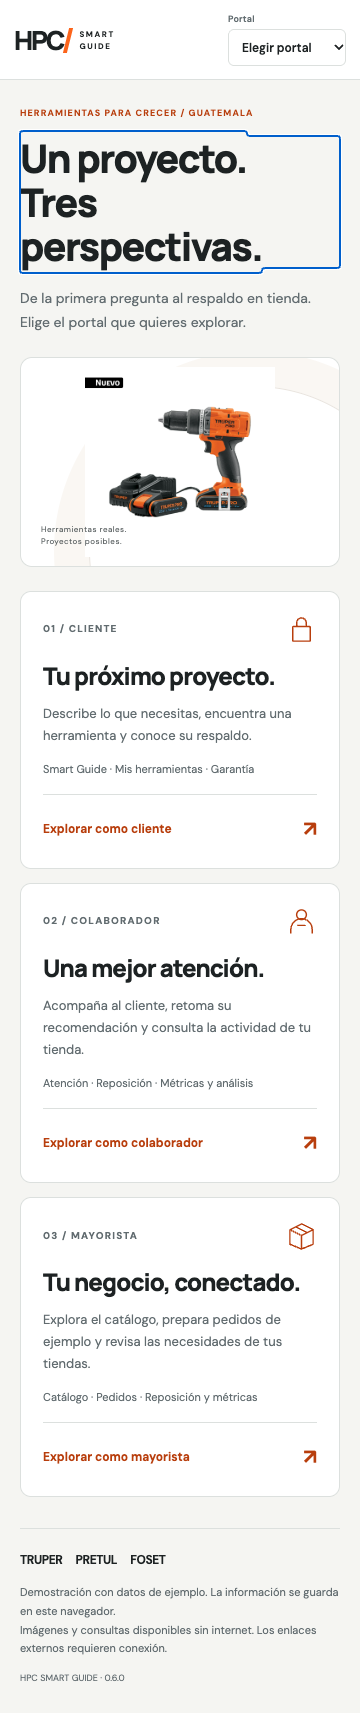 Portal
HPC/ SMART GUIDE
Elegir portal
HERRAMIENTAS PARA CRECER / GUATEMALA
Un proyecto.
Tres
perspectivas.
De la primera pregunta al respaldo en tienda.
Elige el portal que quieres explorar.
NUEVO
TRUPER
Herramientas reales.
Proyectos posibles.
01 / CLIENTE
Tu próximo proyecto.
Describe lo que necesitas, encuentra una
herramienta y conoce su respaldo.
Smart Guide · Mis herramientas · Garantía
Explorar como cliente
02 / COLABORADOR
Una mejor atención.
Acompaña al cliente, retoma su
recomendación y consulta la actividad de tu
tienda.
Atención · Reposición · Métricas y análisis
Explorar como colaborador
03 / MAYORISTA
Tu negocio, conectado.
Explora el catálogo, prepara pedidos de
ejemplo y revisa las necesidades de tus
tiendas.
Catálogo · Pedidos · Reposición y métricas
Explorar como mayorista
TRUPER PRETUL FOSET
Demostración con datos de ejemplo. La información se guarda
en este navegador.
Imágenes y consultas disponibles sin internet. Los enlaces
externos requieren conexión.
HPC SMART GUIDE · 0.6.0